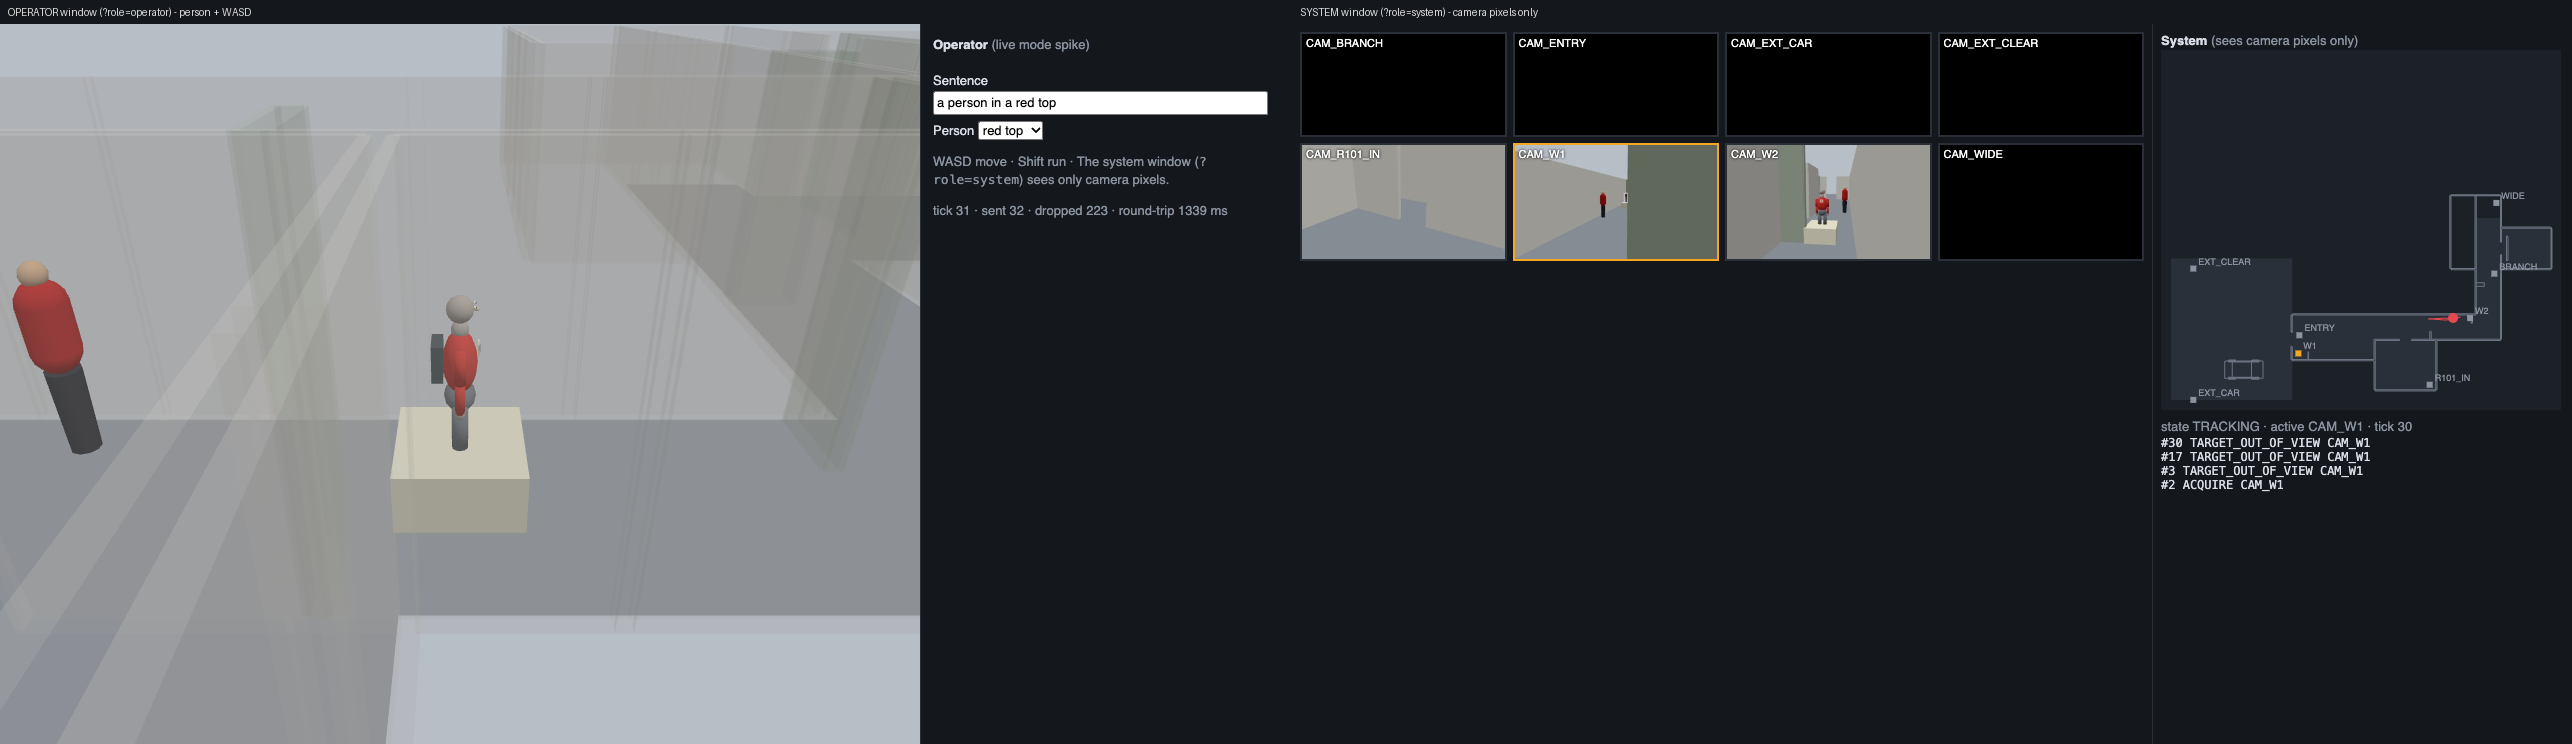 OPERATOR window (?role=operator) - person + WASD
Operator (live mode spike)
Sentence
a person in a red top
Person red top
WASD move · Shift run · The system window (?
role=system) sees only camera pixels.
tick 31 · sent 32 · dropped 223 · round-trip 1339 ms
SYSTEM window (?role=system) - camera pixels only
CAM_BRANCH
CAM_ENTRY
CAM_EXT_CAR
CAM_EXT_CLEAR
CAM_R101_IN
CAM_W1
CAM_W2
CAM_WIDE
System (sees camera pixels only)
WIDE
EXT_CLEAR
BRANCH
W2
ENTRY
W1
R101_IN
EXT_CAR
state TRACKING · active CAM_W1 · tick 30
#30 TARGET_OUT_OF_VIEW CAM_W1
#17 TARGET_OUT_OF_VIEW CAM_W1
#3 TARGET_OUT_OF_VIEW CAM_W1
#2 ACQUIRE CAM_W1